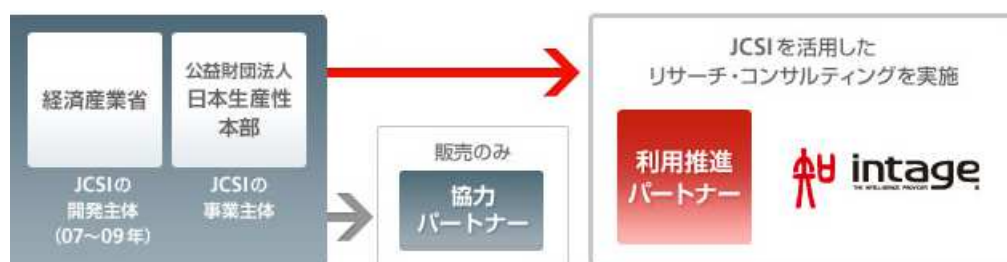 経済産業省
JCSIの
開発主体
(07〜09年)
公益財団法人
日本生産性
本部
JCSIの
事業主体
販売のみ
協力
パートナー
JCSIを活用した
リサーチ・コンサルティングを実施
利用推進
パートナー
intage
THE INTELLIGENCE PROVIDER